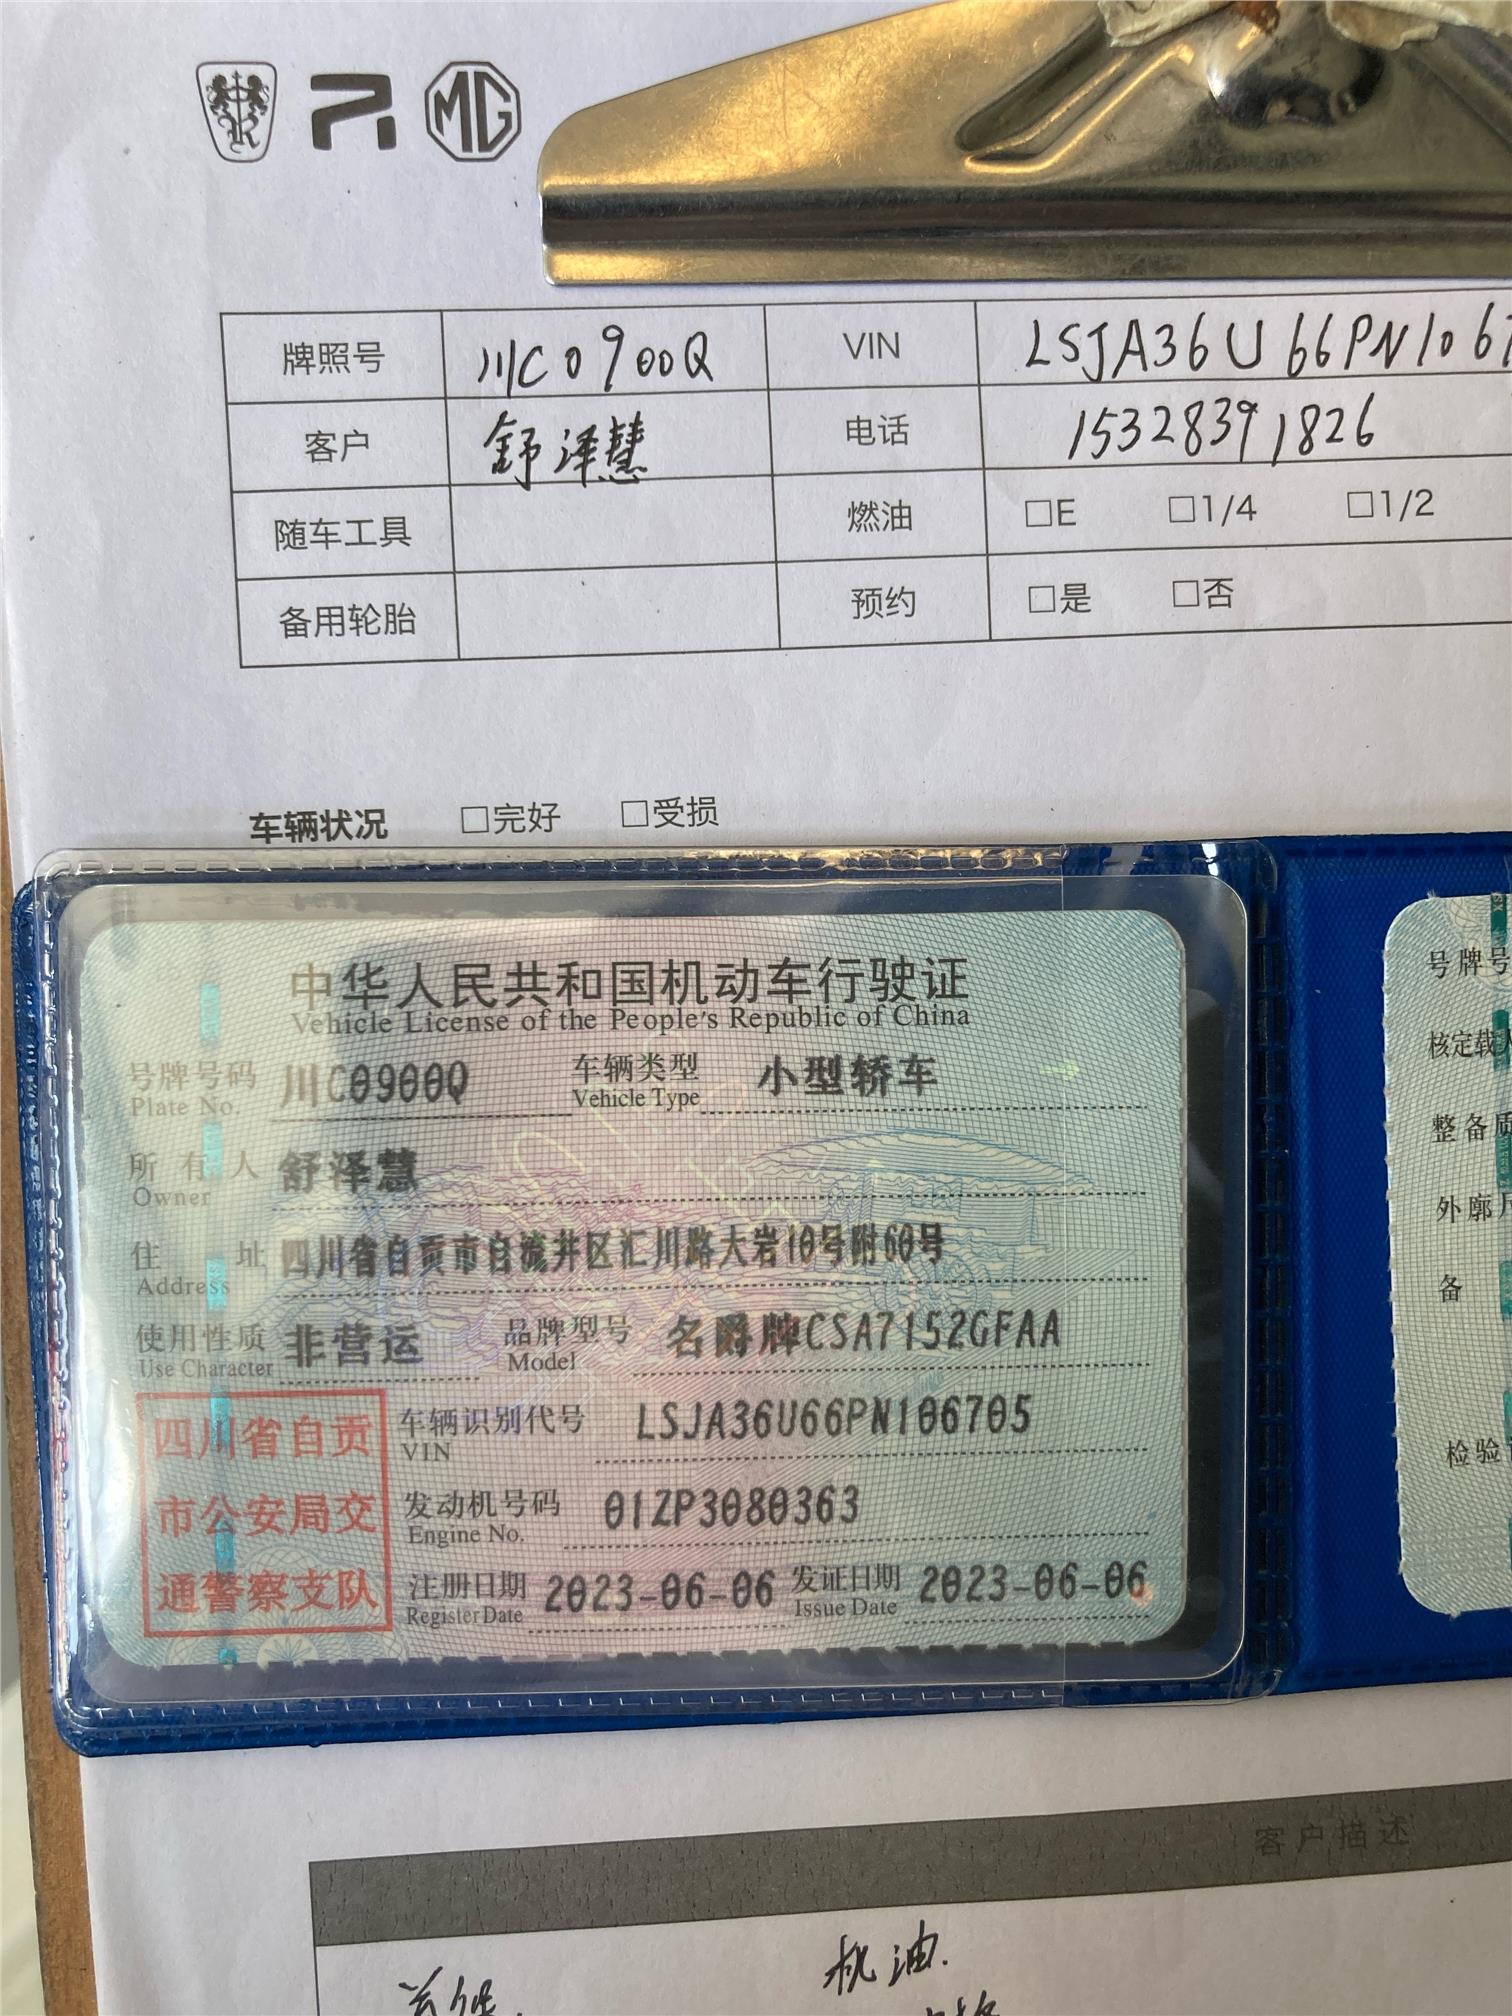 MG
牌照号 川C0900Q VIN LSJA36U66PN1067
客户 舒泽慧 电话 15328391826
随车工具 燃油 □E □1/4 □1/2
备用轮胎 预约 □是 □否
车辆状况 □完好 □受损
中华人民共和国机动车行驶证
Vehicle License of the People's Republic of China
号牌号码 川C0900Q 车辆类型 小型轿车
Plate No. Vehicle Type
所有人 舒泽慧
Owner
住址 四川省自贡市自流井区汇川路大岩10号附60号
Address
使用性质 非营运 品牌型号 名爵牌CSA7152GFAA
Use Character Model
四川省自贡
市公安局交
通警察支队
车辆识别代号 LSJA36U66PN106705
VIN
发动机号码 01ZP3080363
Engine No.
注册日期 2023-06-06 发证日期 2023-06-06
Register Date Issue Date
号牌号
核定载
整备质
外廓
备
检验
客户描述
机油.